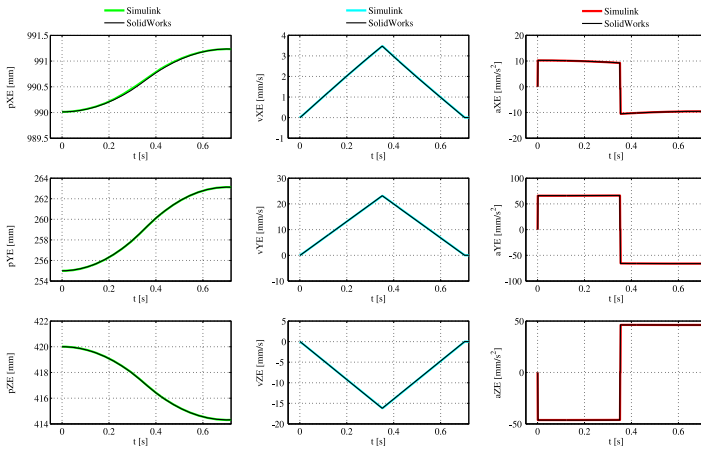 Simulink
SolidWorks
Simulink
SolidWorks
Simulink
SolidWorks
991.5
991
990.5
990
989.5
pXE [mm]
0 0.2 0.4 0.6
t [s]
4
3
2
1
0
-1
vXE [mm/s]
0 0.2 0.4 0.6
t [s]
20
10
0
-10
-20
aXE [mm/s²]
0 0.2 0.4 0.6
t [s]
264
262
260
258
256
254
pYE [mm]
0 0.2 0.4 0.6
t [s]
30
20
10
0
-10
vYE [mm/s]
0 0.2 0.4 0.6
t [s]
100
50
0
-50
-100
aYE [mm/s²]
0 0.2 0.4 0.6
t [s]
422
420
418
416
414
pZE [mm]
0 0.2 0.4 0.6
t [s]
5
0
-5
-10
-15
-20
vZE [mm/s]
0 0.2 0.4 0.6
t [s]
50
0
-50
aZE [mm/s²]
0 0.2 0.4 0.6
t [s]